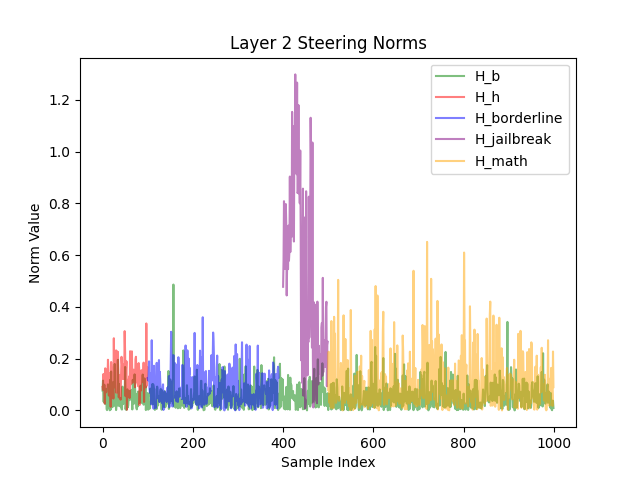 Layer 2 Steering Norms
H_b
H_h
H_borderline
H_jailbreak
H_math
Norm Value
1.2
1.0
0.8
0.6
0.4
0.2
0.0
0 200 400 600 800 1000
Sample Index